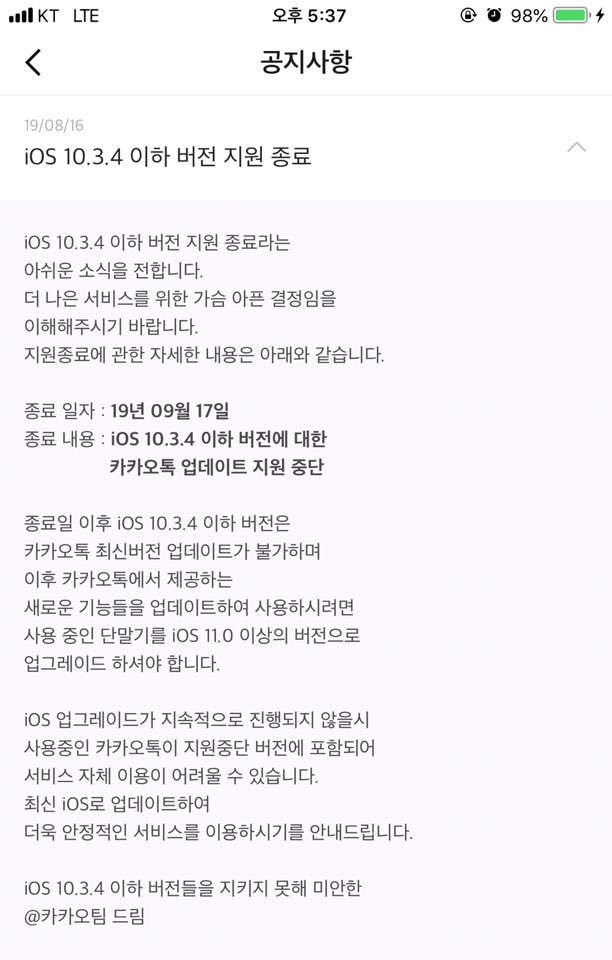 KT LTE 오후 5:37 98%
공지사항
19/08/16
iOS 10.3.4 이하 버전 지원 종료
iOS 10.3.4 이하 버전 지원 종료라는
아쉬운 소식을 전합니다.
더 나은 서비스를 위한 가슴 아픈 결정임을
이해해주시기 바랍니다.
지원종료에 관한 자세한 내용은 아래와 같습니다.
종료 일자 : 19년 09월 17일
종료 내용 : iOS 10.3.4 이하 버전에 대한
카카오톡 업데이트 지원 중단
종료일 이후 iOS 10.3.4 이하 버전은
카카오톡 최신버전 업데이트가 불가하며
이후 카카오톡에서 제공하는
새로운 기능들을 업데이트하여 사용하시려면
사용 중인 단말기를 iOS 11.0 이상의 버전으로
업그레이드 하셔야 합니다.
iOS 업그레이드가 지속적으로 진행되지 않을시
사용중인 카카오톡이 지원중단 버전에 포함되어
서비스 자체 이용이 어려울 수 있습니다.
최신 iOS로 업데이트하여
더욱 안정적인 서비스를 이용하시기를 안내드립니다.
iOS 10.3.4 이하 버전들을 지키지 못해 미안한
@카카오팀 드림